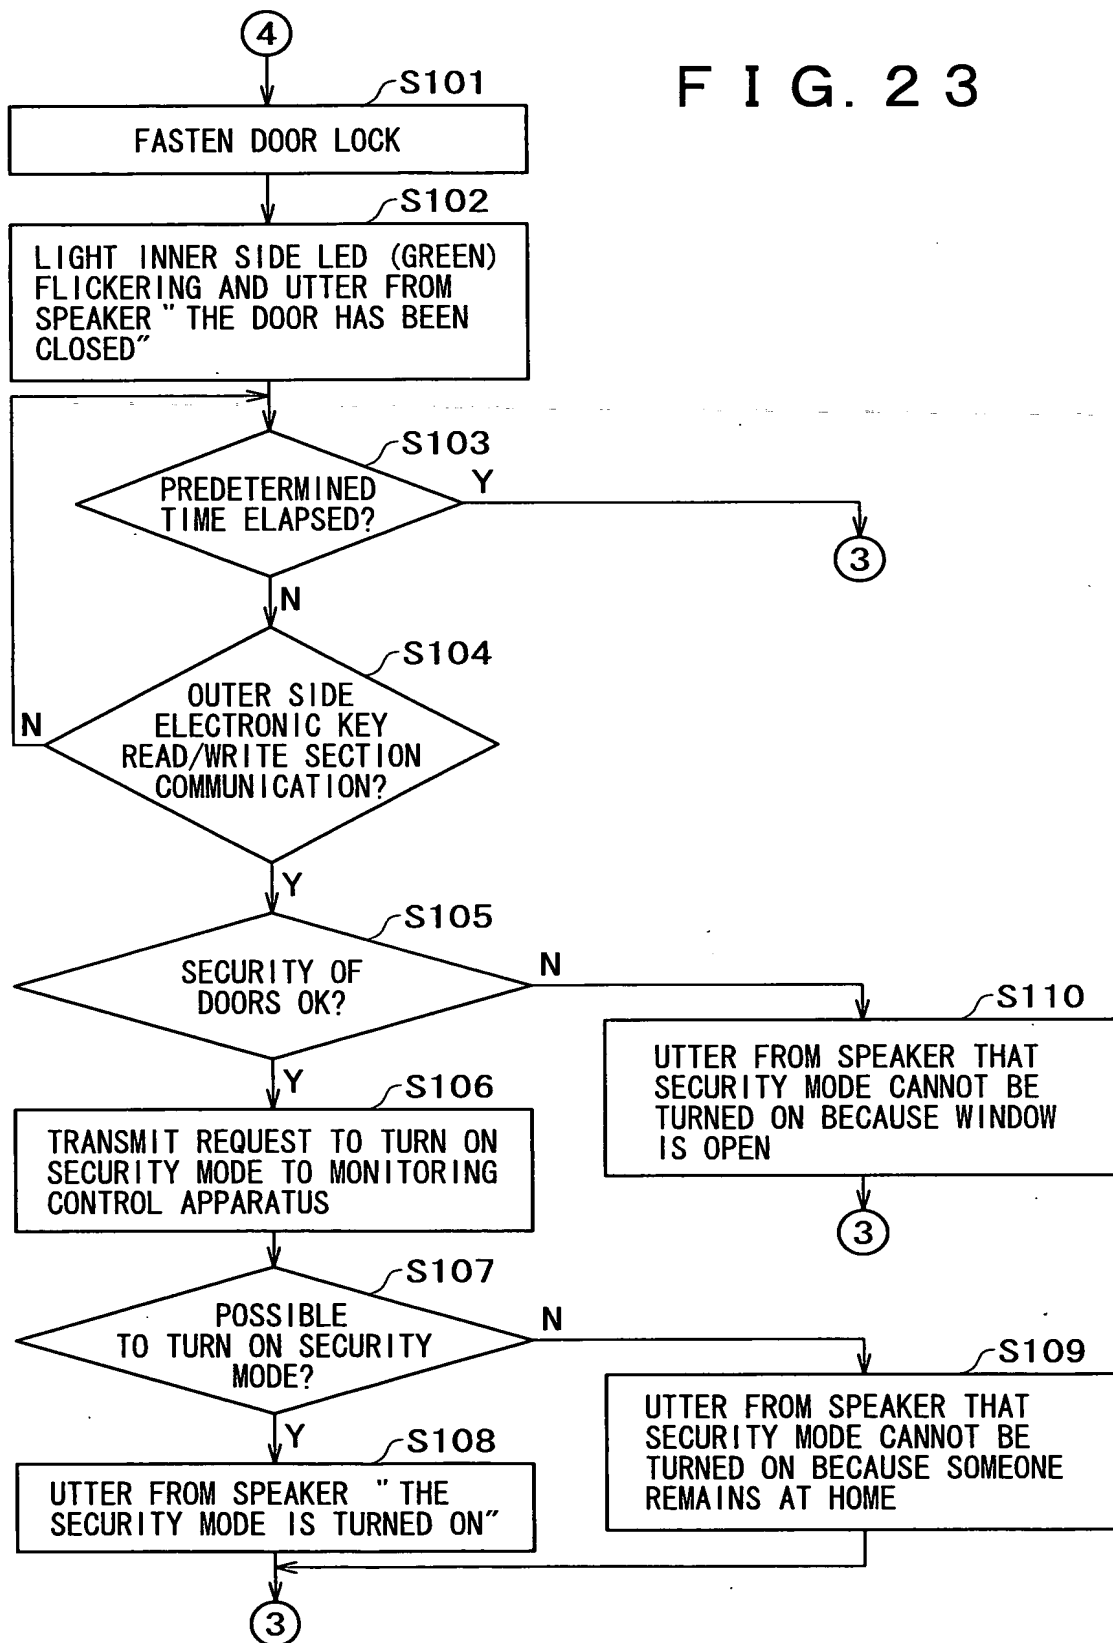 4
FIG. 23
S101
FASTEN DOOR LOCK
S102
LIGHT INNER SIDE LED (GREEN)
FLICKERING AND UTTER FROM
SPEAKER " THE DOOR HAS BEEN
CLOSED"
S103
PREDETERMINED
TIME ELAPSED?
Y
3
N
S104
OUTER SIDE
ELECTRONIC KEY
READ/WRITE SECTION
COMMUNICATION?
N
Y
S105
SECURITY OF
DOORS OK?
N
S110
UTTER FROM SPEAKER THAT
SECURITY MODE CANNOT BE
TURNED ON BECAUSE WINDOW
IS OPEN
3
Y
S106
TRANSMIT REQUEST TO TURN ON
SECURITY MODE TO MONITORING
CONTROL APPARATUS
S107
POSSIBLE
TO TURN ON SECURITY
MODE?
N
S109
UTTER FROM SPEAKER THAT
SECURITY MODE CANNOT BE
TURNED ON BECAUSE SOMEONE
REMAINS AT HOME
Y
S108
UTTER FROM SPEAKER " THE
SECURITY MODE IS TURNED ON"
3